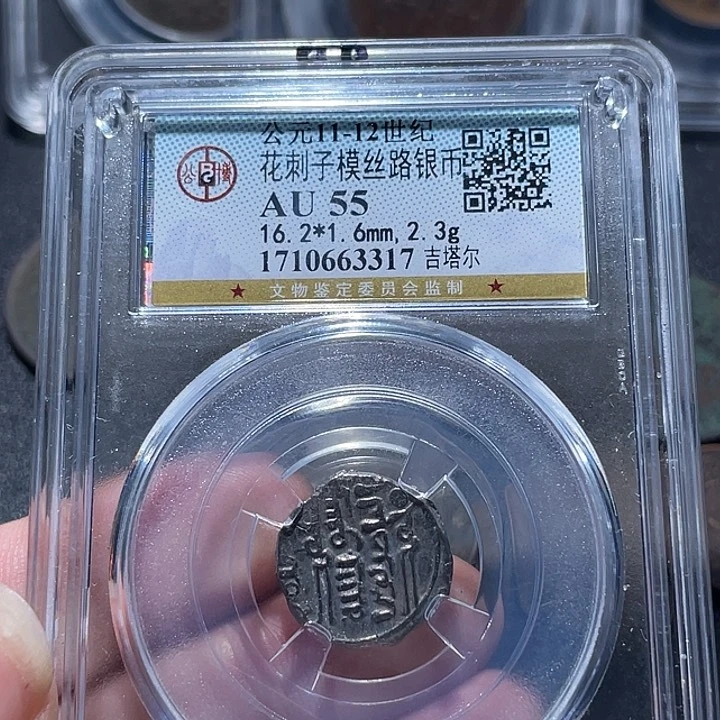 公元11-12世纪
花刺子模丝路银币
AU 55
16.2*1.6mm, 2.3g
1710663317 吉塔尔
★ 文物鉴定委员会监制 ★